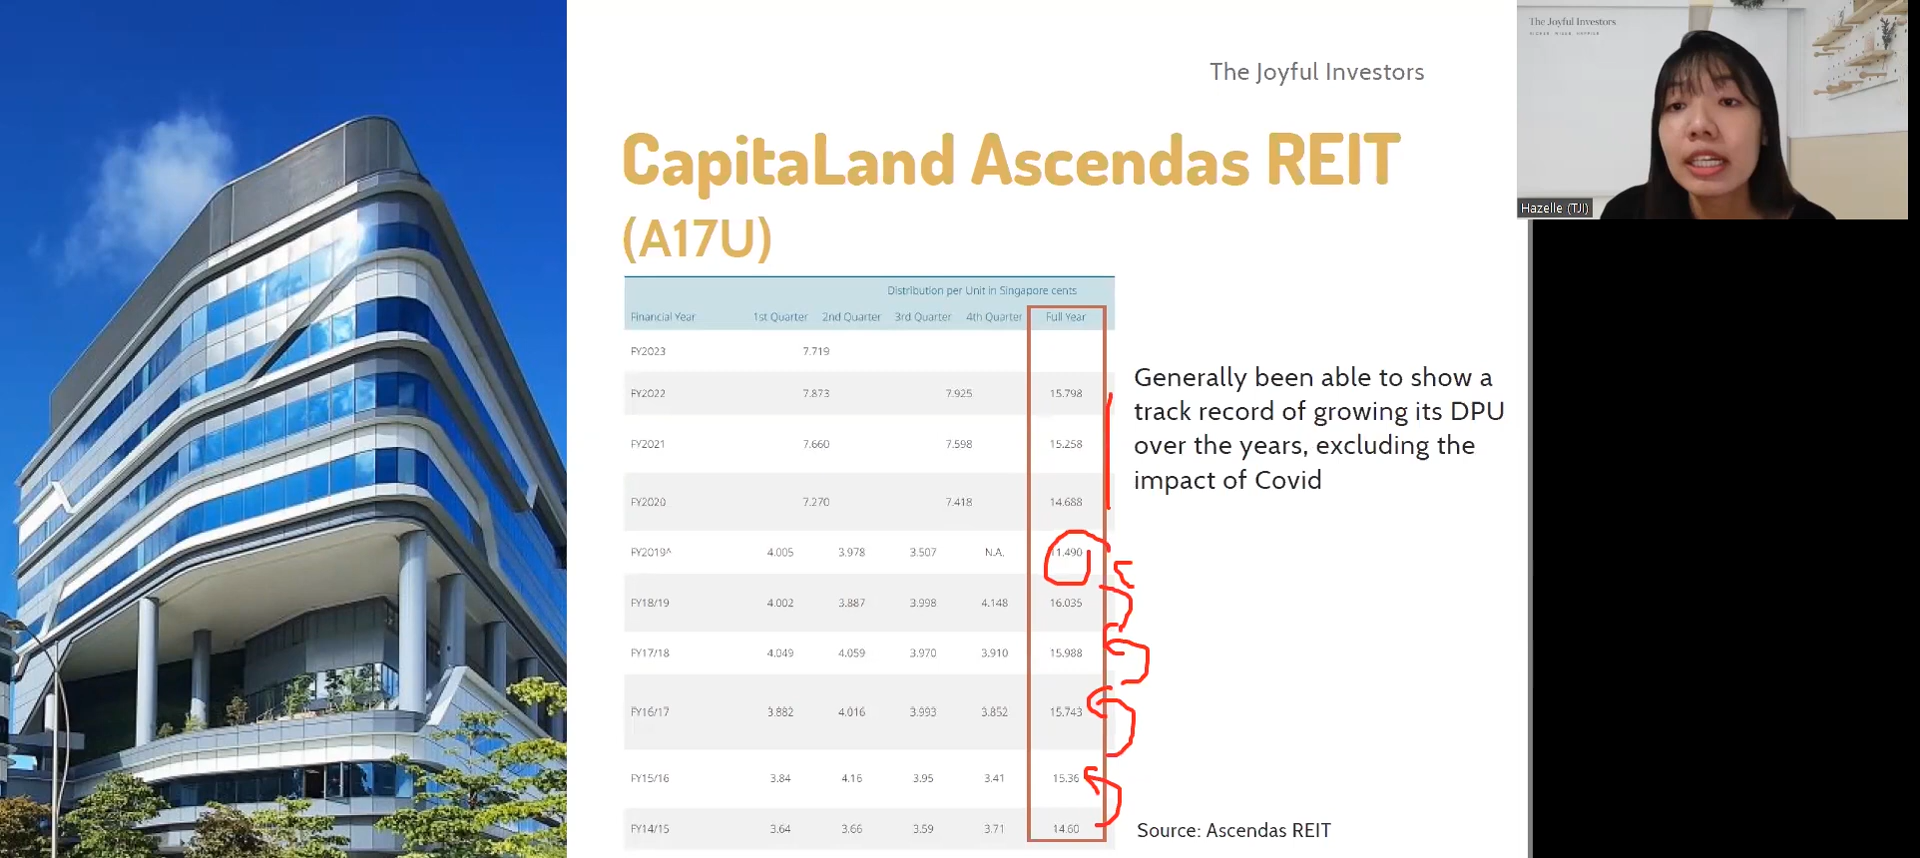 The Joyful Investors
The Joyful Investors
Hazelle (TJI)
CapitaLand Ascendas REIT
(A17U)
Distribution per Unit in Singapore cents
Financial Year 1st Quarter 2nd Quarter 3rd Quarter 4th Quarter Full Year
FY2023 7.719
FY2022 7.873 7.925 15.798
FY2021 7.660 7.598 15.258
FY2020 7.270 7.418 14.688
FY2019^ 4.005 3.978 3.507 N.A. 11.490
FY18/19 4.002 3.887 3.998 4.148 16.035
FY17/18 4.049 4.059 3.970 3.910 15.988
FY16/17 3.882 4.016 3.993 3.852 15.743
FY15/16 3.84 4.16 3.95 3.41 15.36
FY14/15 3.64 3.66 3.59 3.71 14.60
Generally been able to show a
track record of growing its DPU
over the years, excluding the
impact of Covid
Source: Ascendas REIT